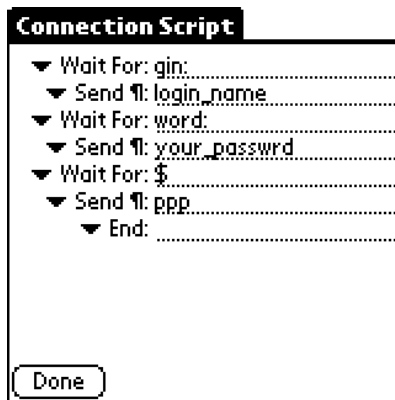 Connection Script
Wait For: gin:
Send ¶: login_name
Wait For: word:
Send ¶: your_passwrd
Wait For: $
Send ¶: ppp
End:
Done